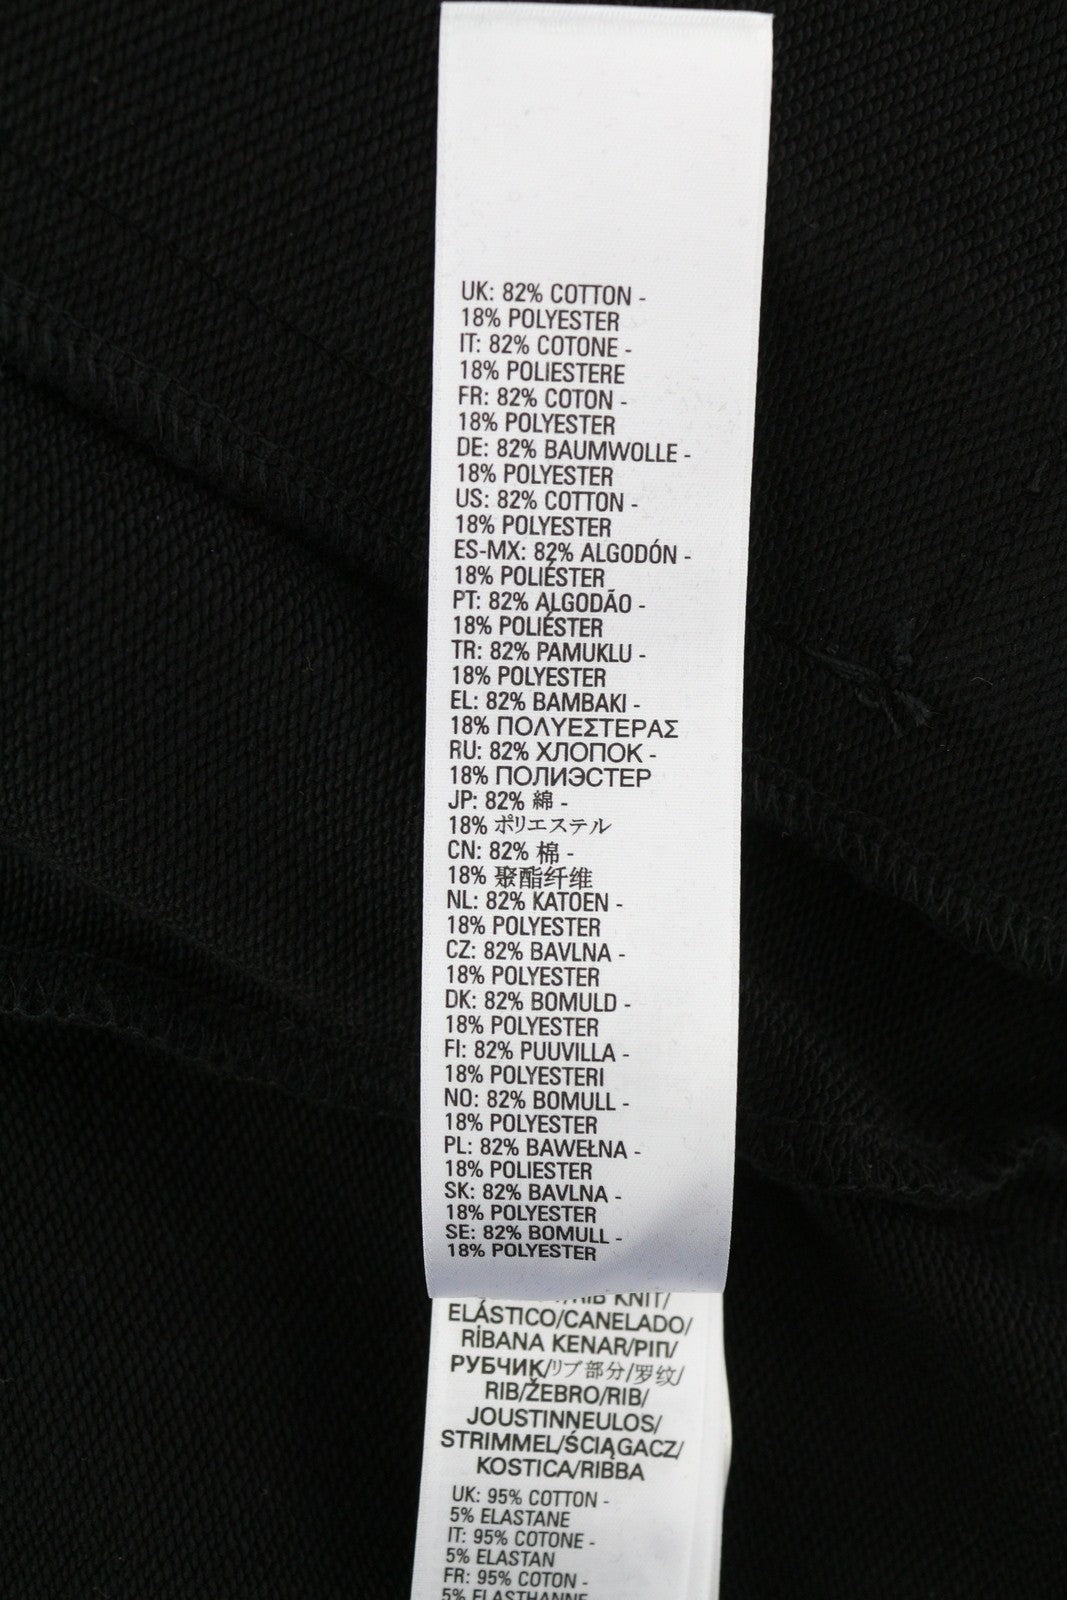 UK: 82% COTTON -
18% POLYESTER
IT: 82% COTONE -
18% POLIESTERE
FR: 82% COTON -
18% POLYESTER
DE: 82% BAUMWOLLE -
18% POLYESTER
US: 82% COTTON -
18% POLYESTER
ES-MX: 82% ALGODÓN -
18% POLIÉSTER
PT: 82% ALGODÃO -
18% POLIÉSTER
TR: 82% PAMUKLU -
18% POLYESTER
EL: 82% ΒΑΜΒΑΚΙ -
18% ΠΟΛΥΕΣΤΕΡΑΣ
RU: 82% ХЛОПОК -
18% ПОЛИЭСТЕР
JP: 82% 綿 -
18% ポリエステル
CN: 82% 棉 -
18% 聚酯纤维
NL: 82% KATOEN -
18% POLYESTER
CZ: 82% BAVLNA -
18% POLYESTER
DK: 82% BOMULD -
18% POLYESTER
FI: 82% PUUVILLA -
18% POLYESTERI
NO: 82% BOMULL -
18% POLYESTER
PL: 82% BAWEŁNA -
18% POLIESTER
SK: 82% BAVLNA -
18% POLYESTER
SE: 82% BOMULL -
18% POLYESTER
/RIB KNIT/
ELÁSTICO/CANELADO/
RİBANA KENAR/ΡΙΠ/
РУБЧИК/リブ部分/罗纹/
RIB/ŽEBRO/RIB/
JOUSTINNEULOS/
STRIMMEL/ŚCIĄGACZ/
KOSTICA/RIBBA
UK: 95% COTTON -
5% ELASTANE
IT: 95% COTONE -
5% ELASTAN
FR: 95% COTON -
5% ELASTHANNE